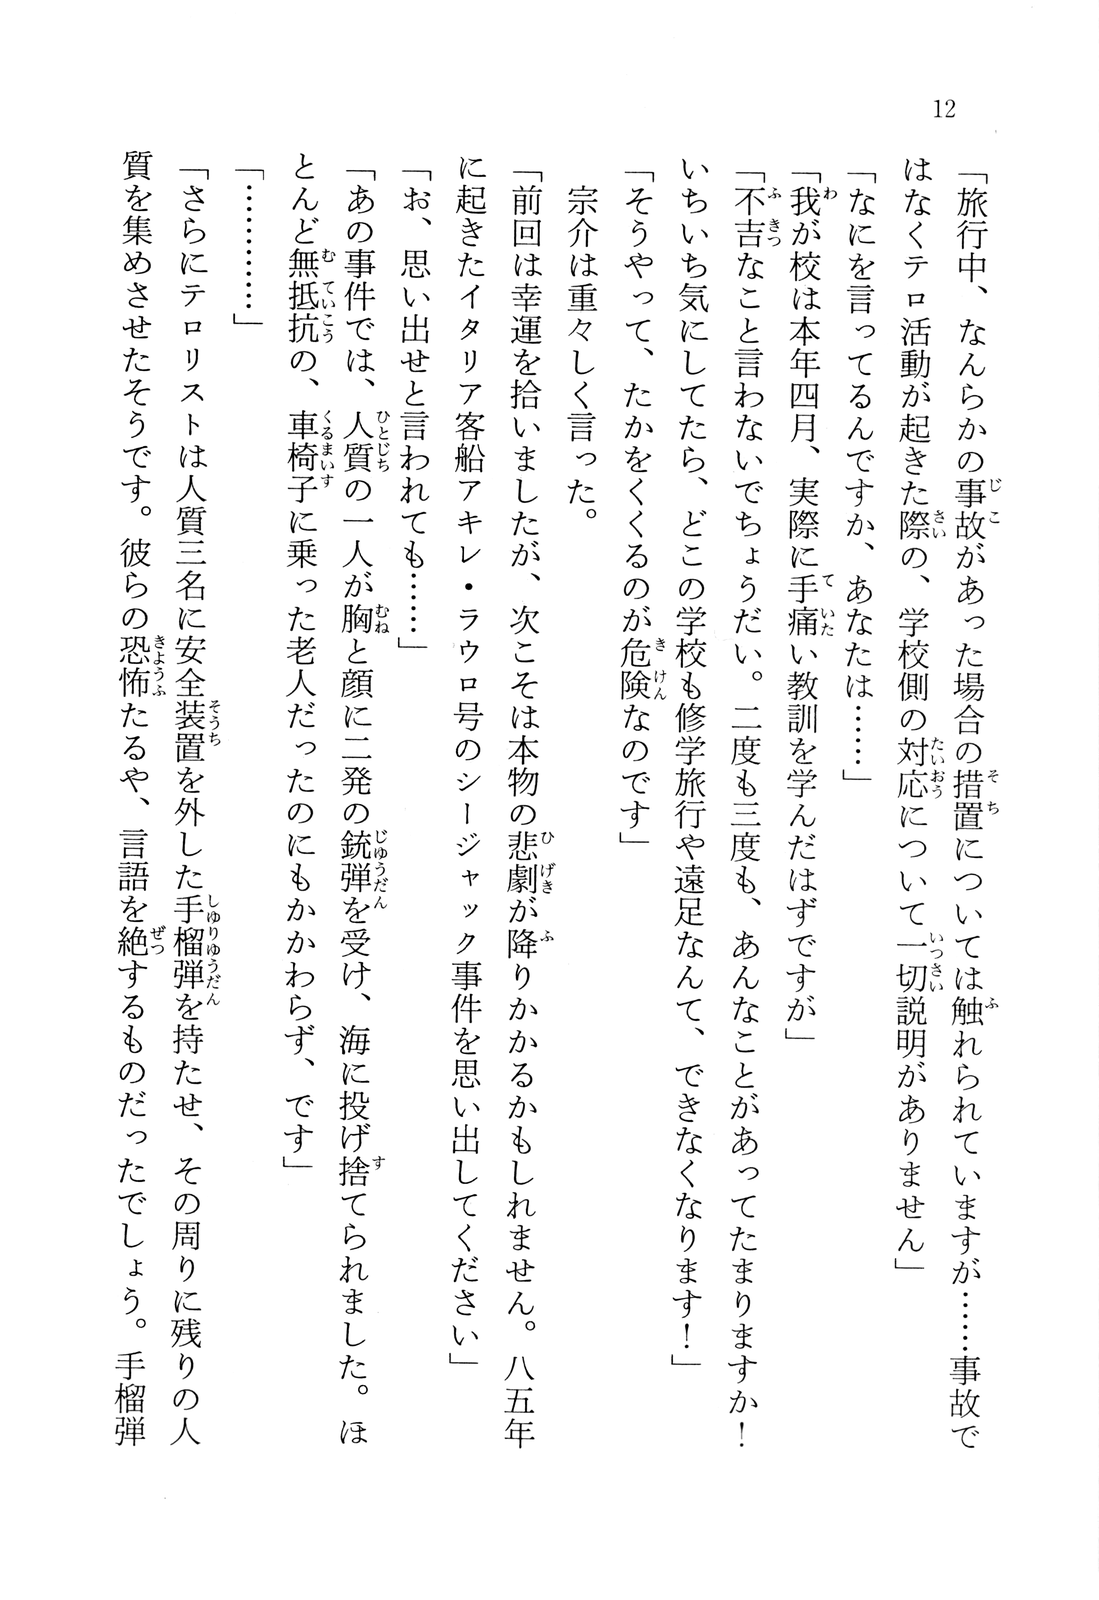 12
「旅行中、なんらかの事故があった場合の措置については触れられていますが……事故で
はなくテロ活動が起きた際の、学校側の対応について一切説明がありません」
「なにを言ってるんですか、あなたは……」
「我が校は本年四月、実際に手痛い教訓を学んだはずですが」
「不吉なこと言わないでちょうだい。二度も三度も、あんなことがあってたまりますか！
いちいち気にしてたら、どこの学校も修学旅行や遠足なんて、できなくなります！」
「そうやって、たかをくくるのが危険なのです」
　宗介は重々しく言った。
「前回は幸運を拾いましたが、次こそは本物の悲劇が降りかかるかもしれません。八五年
に起きたイタリア客船アキレ・ラウロ号のシージャック事件を思い出してください」
「お、思い出せと言われても……」
「あの事件では、人質の一人が胸と顔に二発の銃弾を受け、海に投げ捨てられました。ほ
とんど無抵抗の、車椅子に乗った老人だったのにもかかわらず、です」
「…………」
「さらにテロリストは人質三名に安全装置を外した手榴弾を持たせ、その周りに残りの人
質を集めさせたそうです。彼らの恐怖たるや、言語を絶するものだったでしょう。手榴弾